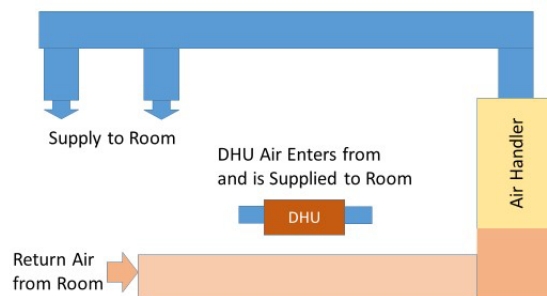 Supply to Room
DHU Air Enters from
and is Supplied to Room
Air Handler
DHU
Return Air
from Room